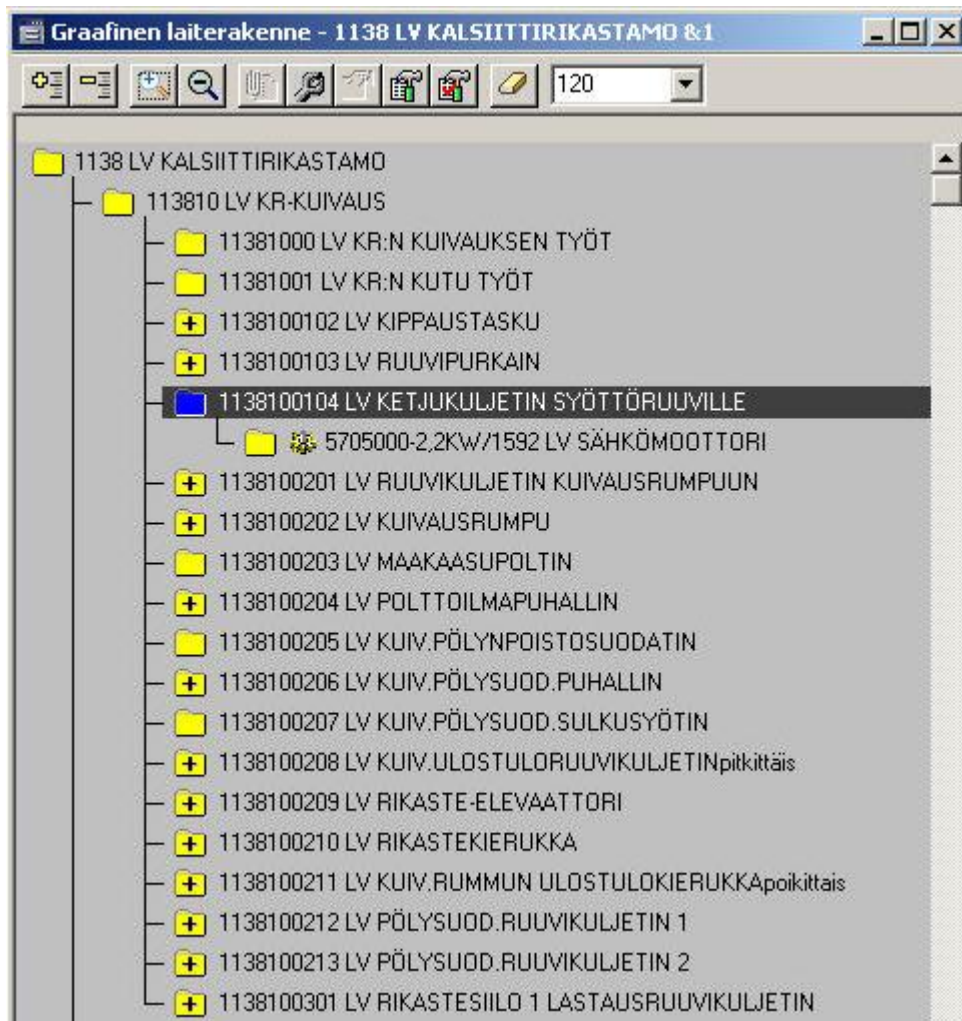 Graafinen laiterakenne - 1138 LV KALSIITTIRIKASTAMO &1
120
1138 LV KALSIITTIRIKASTAMO
113810 LV KR-KUIVAUS
11381000 LV KR:N KUIVAUKSEN TYÖT
11381001 LV KR:N KUTU TYÖT
1138100102 LV KIPPAUSTASKU
1138100103 LV RUUVIPURKAIN
1138100104 LV KETJUKULJETIN SYÖTTÖRUUVILLE
5705000-2,2KW/1592 LV SÄHKÖMOOTTORI
1138100201 LV RUUVIKULJETIN KUIVAUSRUMPUUN
1138100202 LV KUIVAUSRUMPU
1138100203 LV MAAKAASUPOLTIN
1138100204 LV POLTTOILMAPUHALLIN
1138100205 LV KUIV.PÖLYNPOISTOSUODATIN
1138100206 LV KUIV.PÖLYSUOD.PUHALLIN
1138100207 LV KUIV.PÖLYSUOD.SULKUSYÖTIN
1138100208 LV KUIV.ULOSTULORUUVIKULJETINpitkittäis
1138100209 LV RIKASTE-ELEVAATTORI
1138100210 LV RIKASTEKIERUKKA
1138100211 LV KUIV.RUMMUN ULOSTULOKIERUKKApoikittais
1138100212 LV PÖLYSUOD.RUUVIKULJETIN 1
1138100213 LV PÖLYSUOD.RUUVIKULJETIN 2
1138100301 LV RIKASTESIILO 1 LASTAUSRUUVIKULJETIN